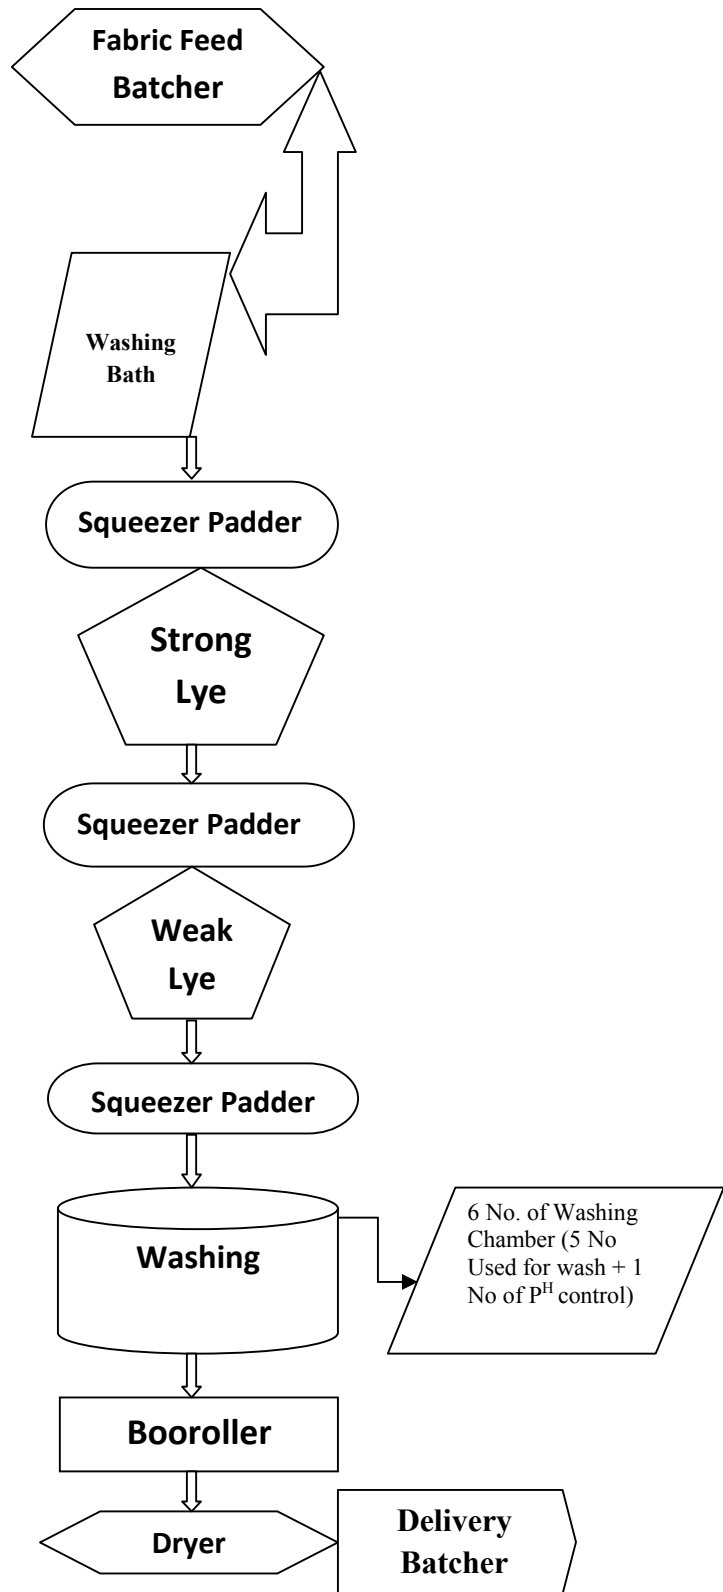 Fabric Feed
Batcher
Washing
Bath
Squeezer Padder
Strong
Lye
Squeezer Padder
Weak
Lye
Squeezer Padder
Washing
6 No. of Washing
Chamber (5 No
Used for wash + 1
No of P^H control)
Booroller
Dryer
Delivery
Batcher